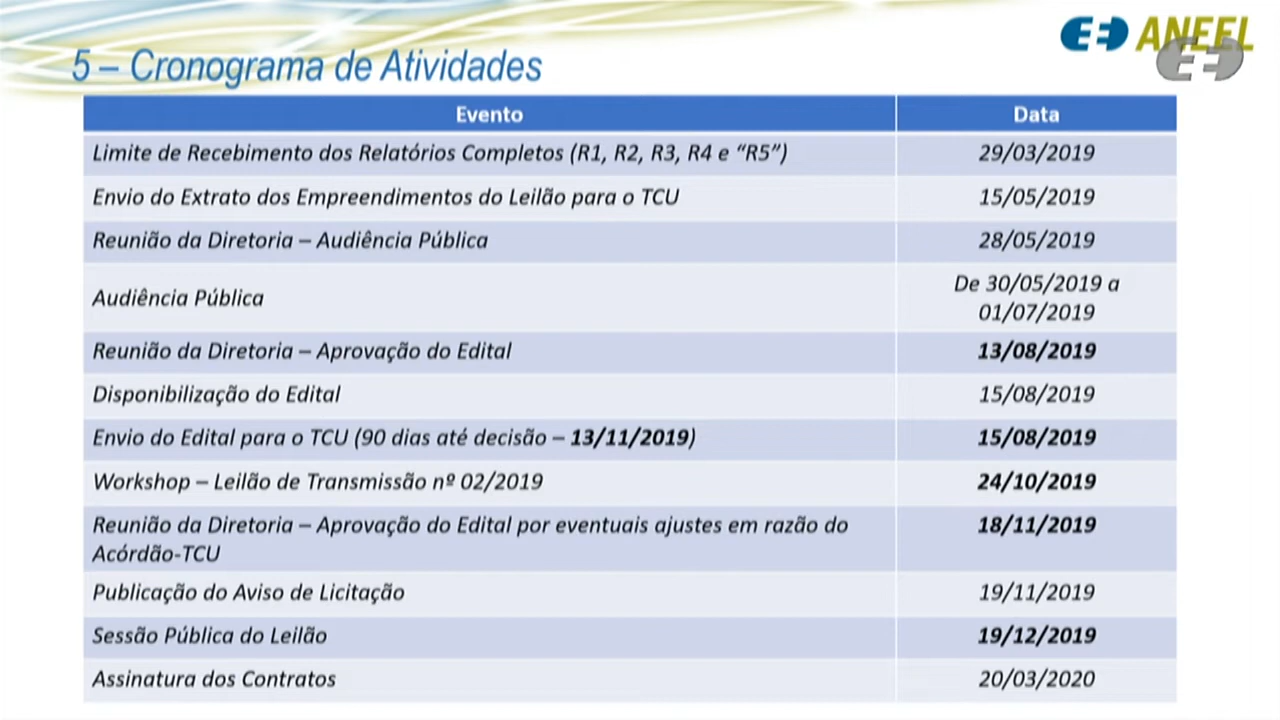 ANEEL
5 – Cronograma de Atividades
Evento Data
Limite de Recebimento dos Relatórios Completos (R1, R2, R3, R4 e “R5”) 29/03/2019
Envio do Extrato dos Empreendimentos do Leilão para o TCU 15/05/2019
Reunião da Diretoria – Audiência Pública 28/05/2019
Audiência Pública De 30/05/2019 a
01/07/2019
Reunião da Diretoria – Aprovação do Edital 13/08/2019
Disponibilização do Edital 15/08/2019
Envio do Edital para o TCU (90 dias até decisão – 13/11/2019) 15/08/2019
Workshop – Leilão de Transmissão nº 02/2019 24/10/2019
Reunião da Diretoria – Aprovação do Edital por eventuais ajustes em razão do 18/11/2019
Acórdão-TCU
Publicação do Aviso de Licitação 19/11/2019
Sessão Pública do Leilão 19/12/2019
Assinatura dos Contratos 20/03/2020